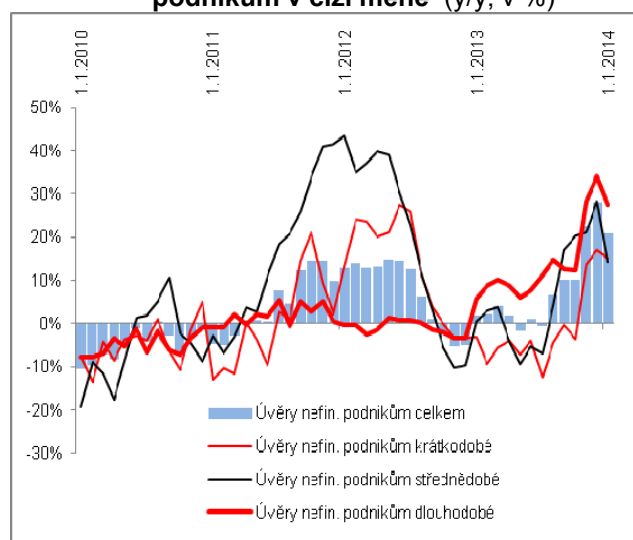 podnikům v cizí měně (y/y, v %)
1.1.2010
1.1.2011
1.1.2012
1.1.2013
1.1.2014
50%
40%
30%
20%
10%
0%
-10%
-20%
-30%
Úvěry nefin. podnikům celkem
Úvěry nefin. podnikům krátkodobé
Úvěry nefin. podnikům střednědobé
Úvěry nefin. podnikům dlouhodobé